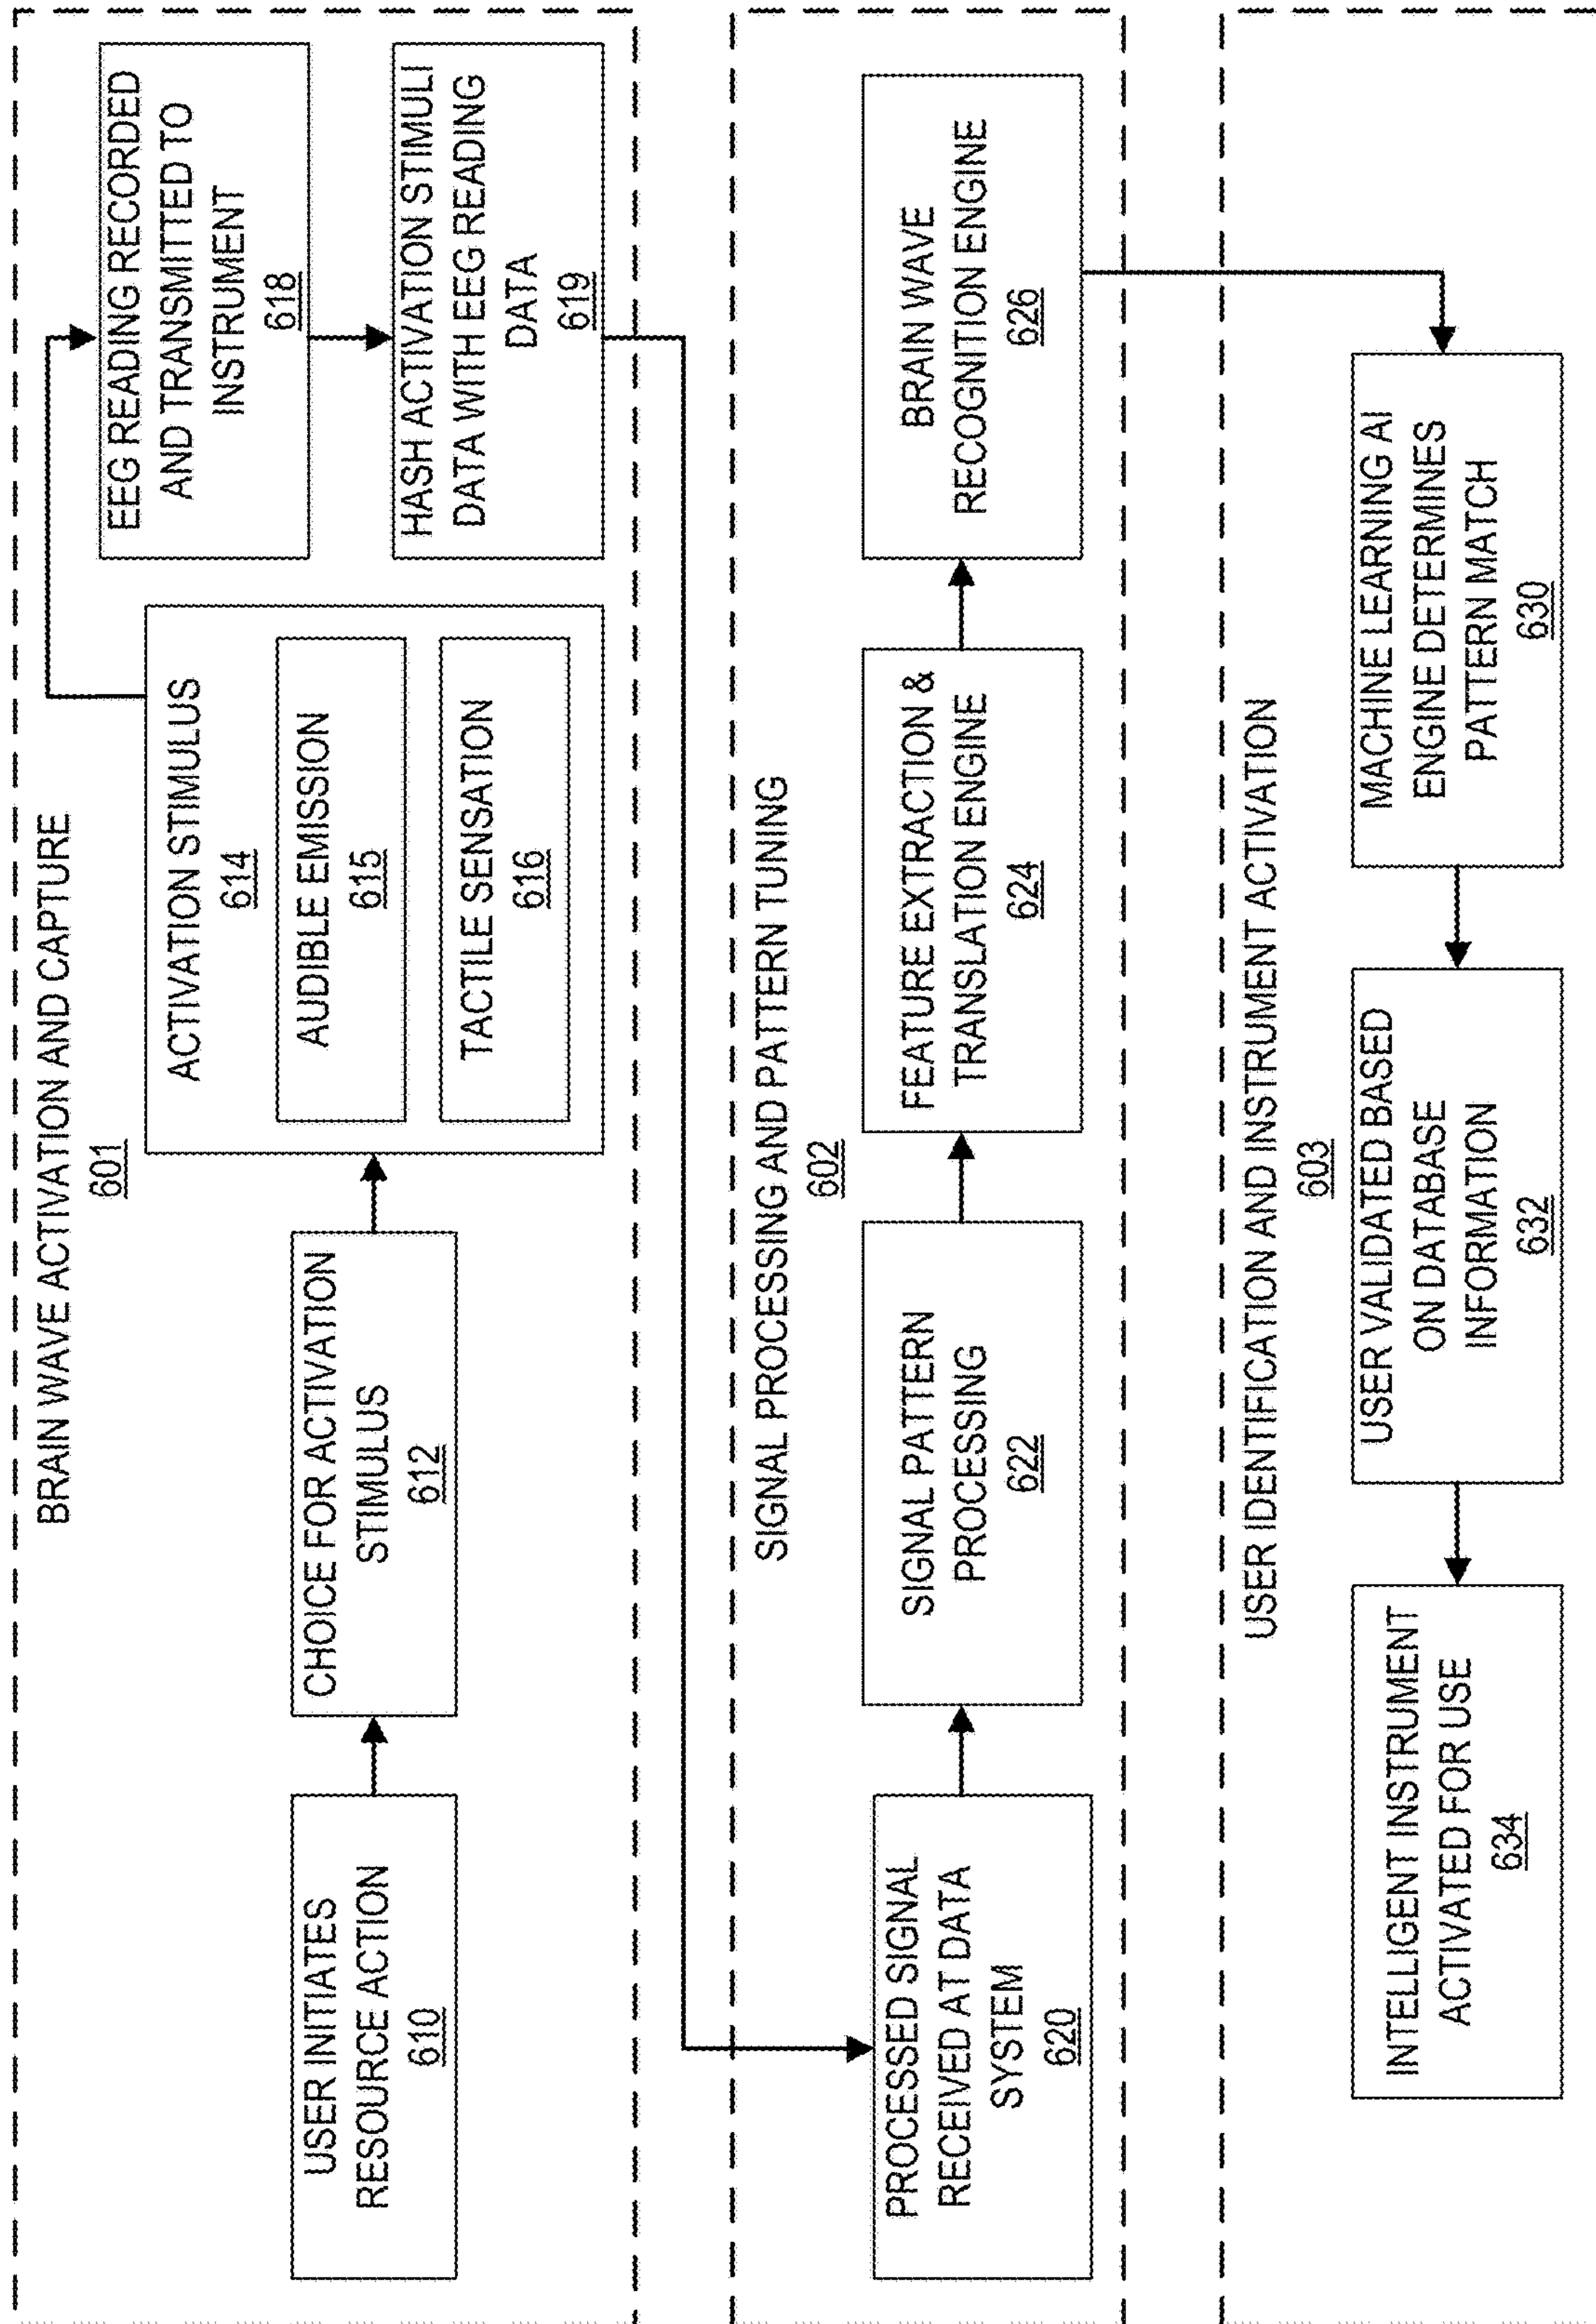 BRAIN WAVE ACTIVATION AND CAPTURE
601
USER INITIATES
RESOURCE ACTION
610
CHOICE FOR ACTIVATION
STIMULUS
612
ACTIVATION STIMULUS
614
AUDIBLE EMISSION
615
TACTILE SENSATION
616
EEG READING RECORDED
AND TRANSMITTED TO
INSTRUMENT
618
HASH ACTIVATION STIMULI
DATA WITH EEG READING
DATA
619
SIGNAL PROCESSING AND PATTERN TUNING
602
PROCESSED SIGNAL
RECEIVED AT DATA
SYSTEM
620
SIGNAL PATTERN
PROCESSING
622
FEATURE EXTRACTION &
TRANSLATION ENGINE
624
BRAIN WAVE
RECOGNITION ENGINE
626
USER IDENTIFICATION AND INSTRUMENT ACTIVATION
603
MACHINE LEARNING AI
ENGINE DETERMINES
PATTERN MATCH
630
USER VALIDATED BASED
ON DATABASE
INFORMATION
632
INTELLIGENT INSTRUMENT
ACTIVATED FOR USE
634